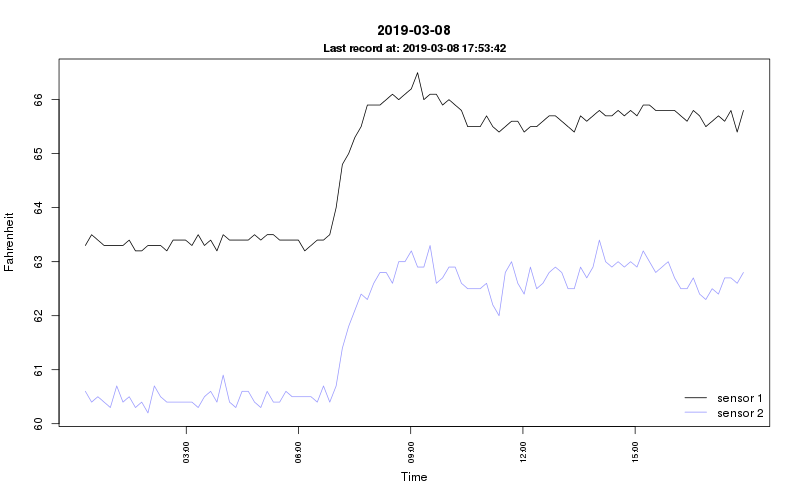 2019-03-08
Last record at: 2019-03-08 17:53:42
Fahrenheit
66
65
64
63
62
61
60
sensor 1
sensor 2
03:00
06:00
09:00
12:00
15:00
Time